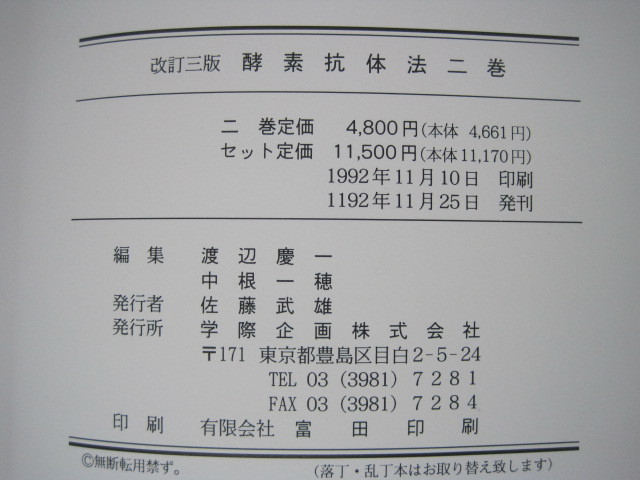 改訂三版 酵素抗体法二巻
二 巻定価 4,800円(本体 4,661円)
セット定価 11,500円(本体11,170円)
1992年11月10日 印刷
1192年11月25日 発刊
編集 渡辺慶一
中根一穂
発行者 佐藤武雄
発行所 学際企画株式会社
〒171 東京都豊島区目白2-5-24
TEL 03 (3981) 7281
FAX 03 (3981) 7284
印刷 有限会社 富田印刷
©無断転用禁ず。 (落丁・乱丁本はお取り替え致します)